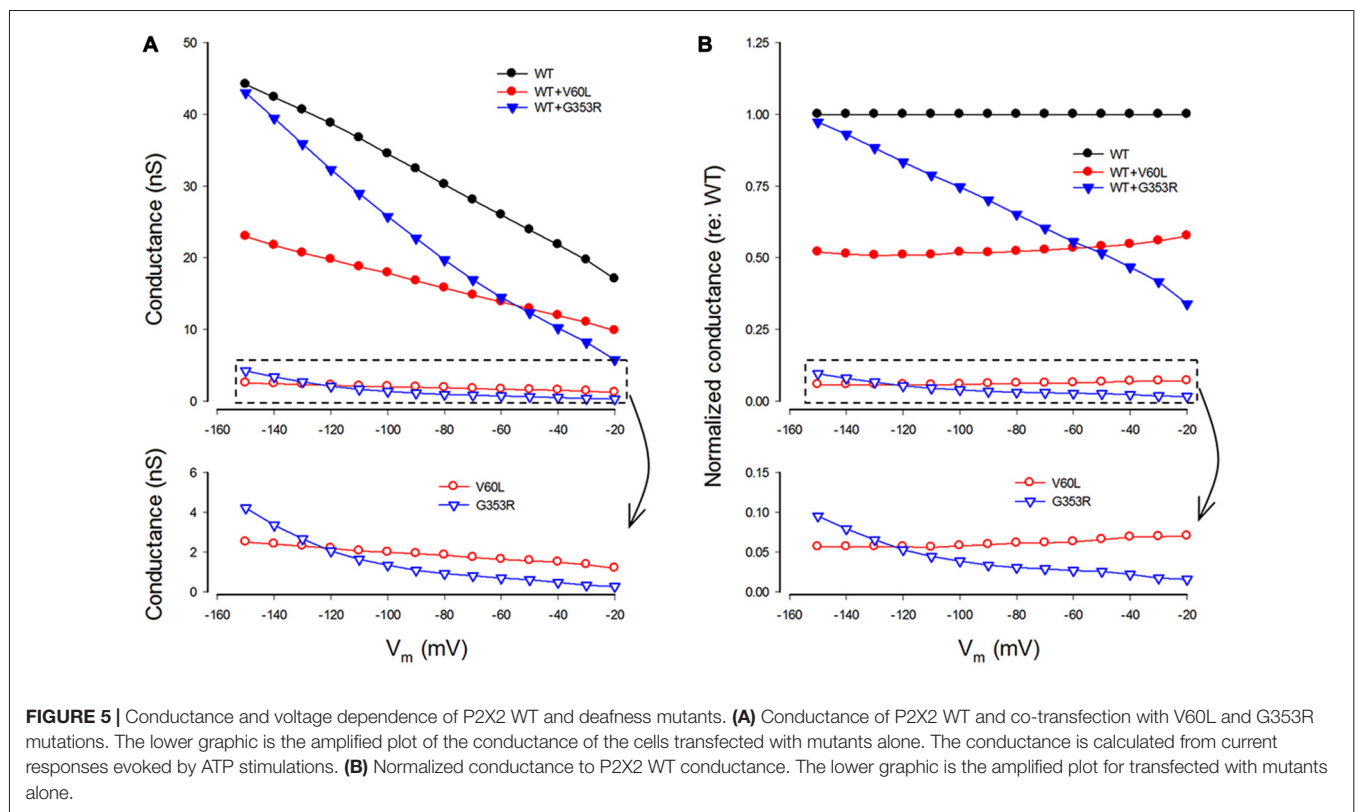 A
50
40
30
20
10
0
Conductance (nS)
WT
WT+V60L
WT+G353R
-160 -140 -120 -100 -80 -60 -40 -20
6
4
2
0
Conductance (nS)
V60L
G353R
-160 -140 -120 -100 -80 -60 -40 -20
Vm (mV)
B
1.25
1.00
0.75
0.50
0.25
0.00
Normalized conductance (re: WT)
WT
WT+V60L
WT+G353R
-160 -140 -120 -100 -80 -60 -40 -20
0.15
0.10
0.05
0.00
V60L
G353R
-160 -140 -120 -100 -80 -60 -40 -20
Vm (mV)
FIGURE 5 | Conductance and voltage dependence of P2X2 WT and deafness mutants. (A) Conductance of P2X2 WT and co-transfection with V60L and G353R
mutations. The lower graphic is the amplified plot of the conductance of the cells transfected with mutants alone. The conductance is calculated from current
responses evoked by ATP stimulations. (B) Normalized conductance to P2X2 WT conductance. The lower graphic is the amplified plot for transfected with mutants
alone.